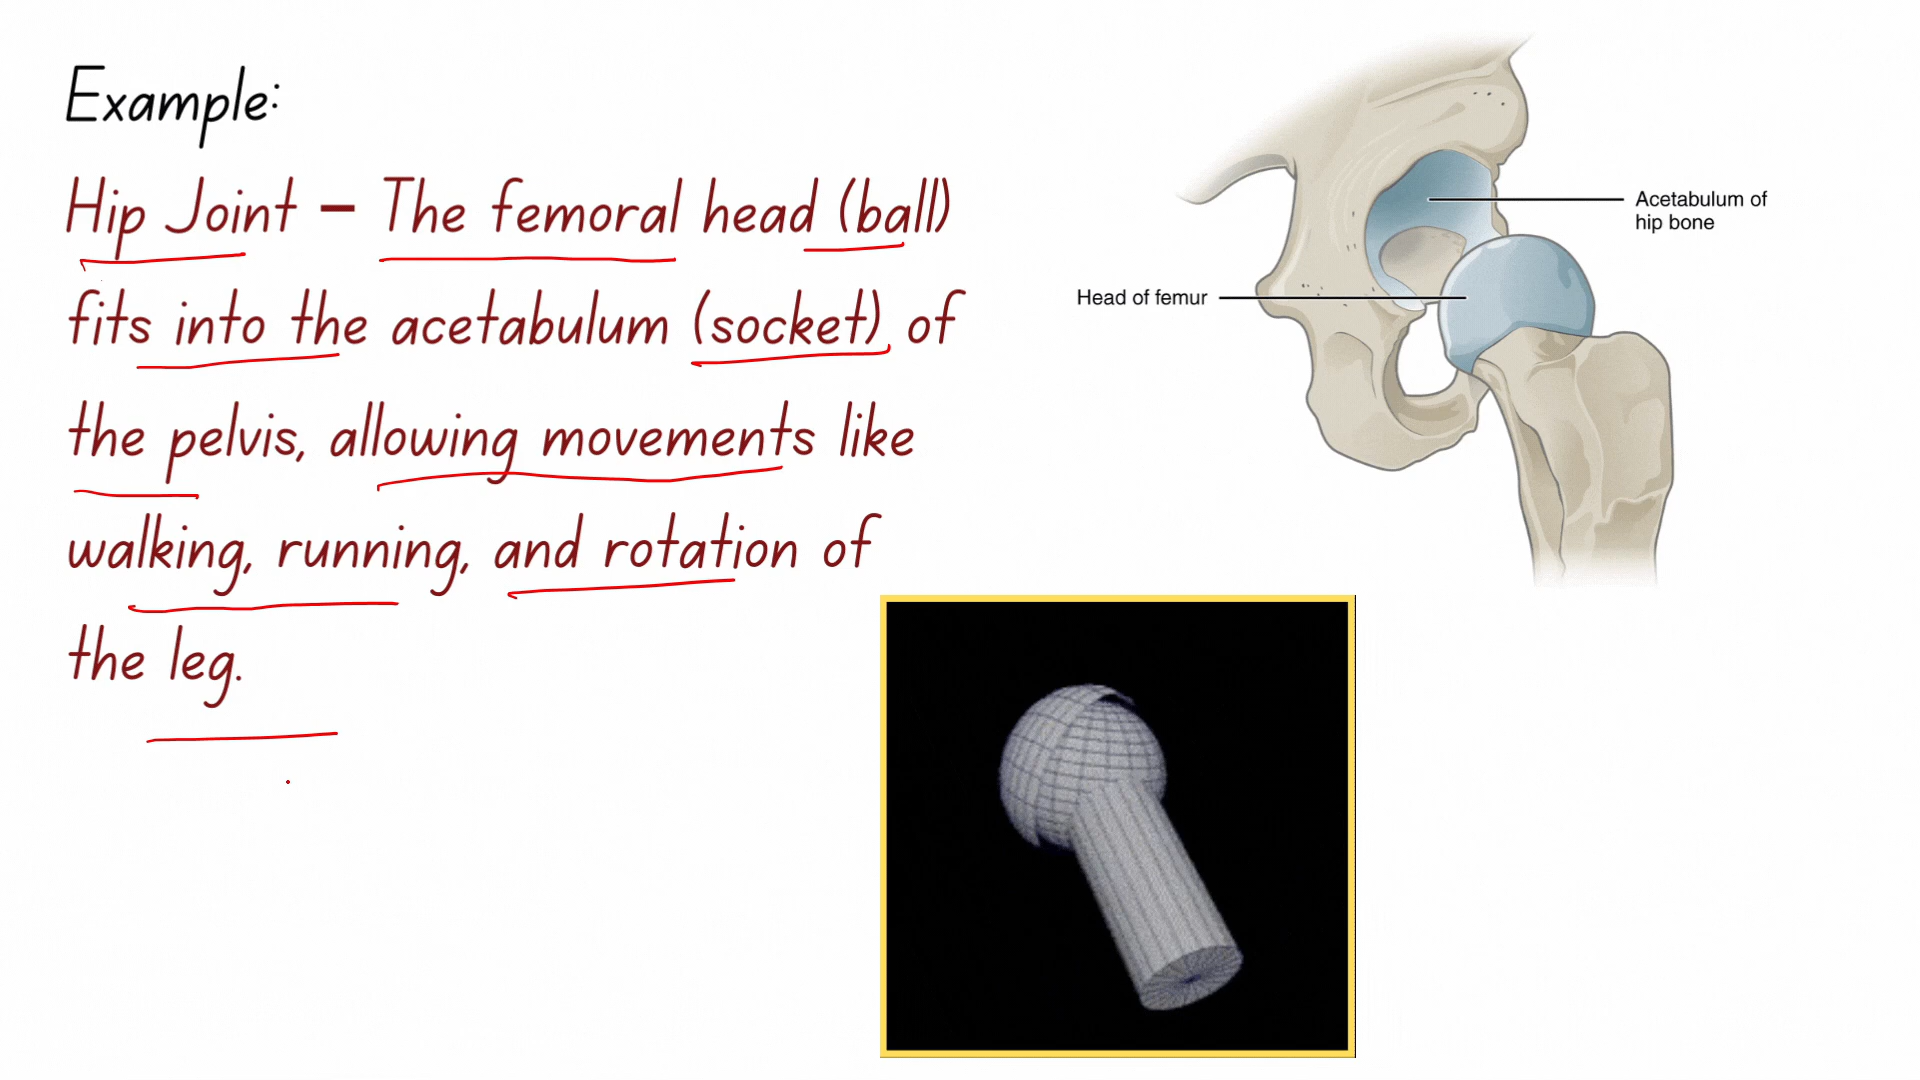 Example:
Hip Joint – The femoral head (ball)
fits into the acetabulum (socket) of
the pelvis, allowing movements like
walking, running, and rotation of
the leg.
Acetabulum of
hip bone
Head of femur